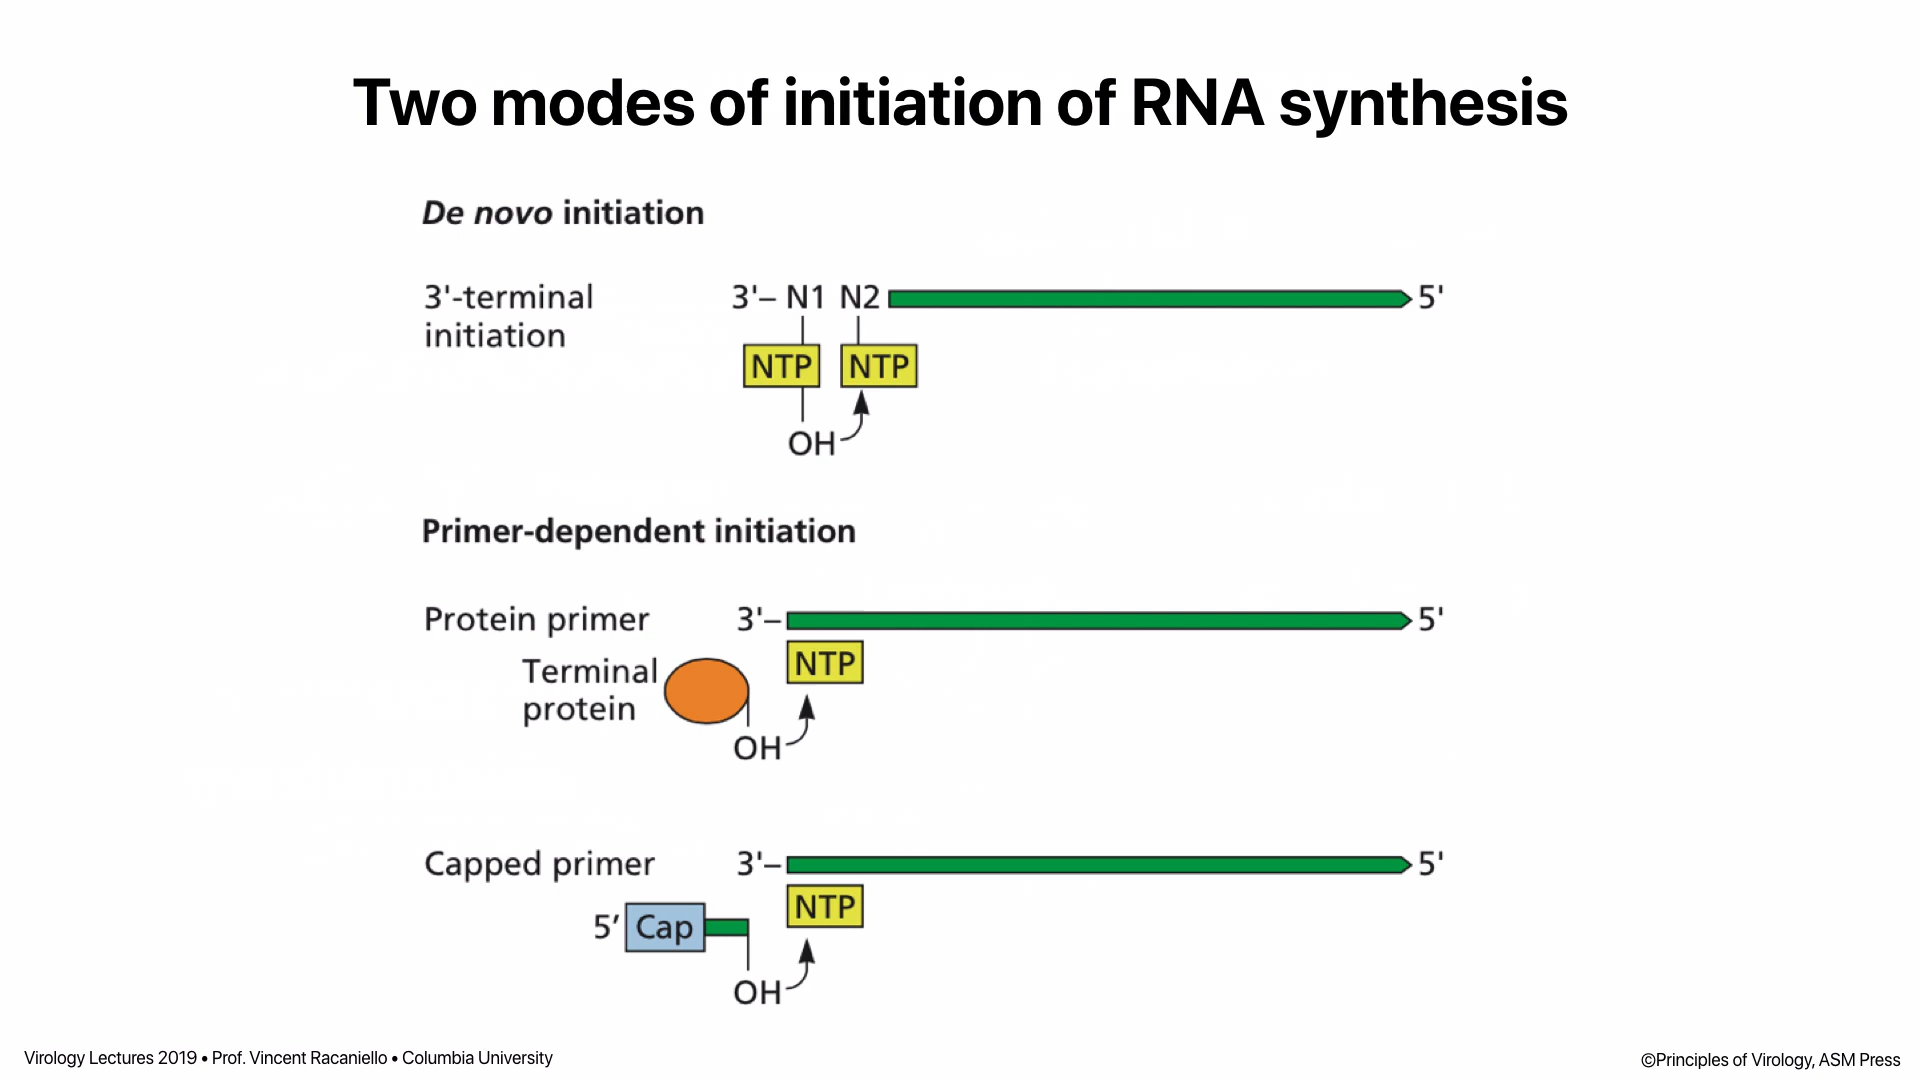 Two modes of initiation of RNA synthesis
De novo initiation
3'-terminal
initiation
3'– N1 N2 5'
NTP NTP
OH
Primer-dependent initiation
Protein primer 3'– 5'
NTP
Terminal
protein
OH
Capped primer 3'– 5'
NTP
5′ Cap
OH
Virology Lectures 2019 • Prof. Vincent Racaniello • Columbia University
©Principles of Virology, ASM Press